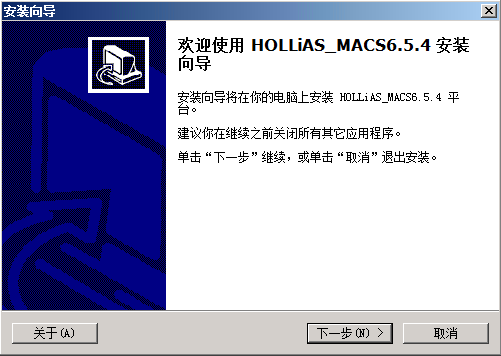 安装向导
欢迎使用 HOLLiAS_MACS6.5.4 安装
向导
安装向导将在你的电脑上安装 HOLLiAS_MACS6.5.4 平
台。
建议你在继续之前关闭所有其它应用程序。
单击“下一步”继续，或单击“取消”退出安装。
关于(A)
下一步(N) >
取消